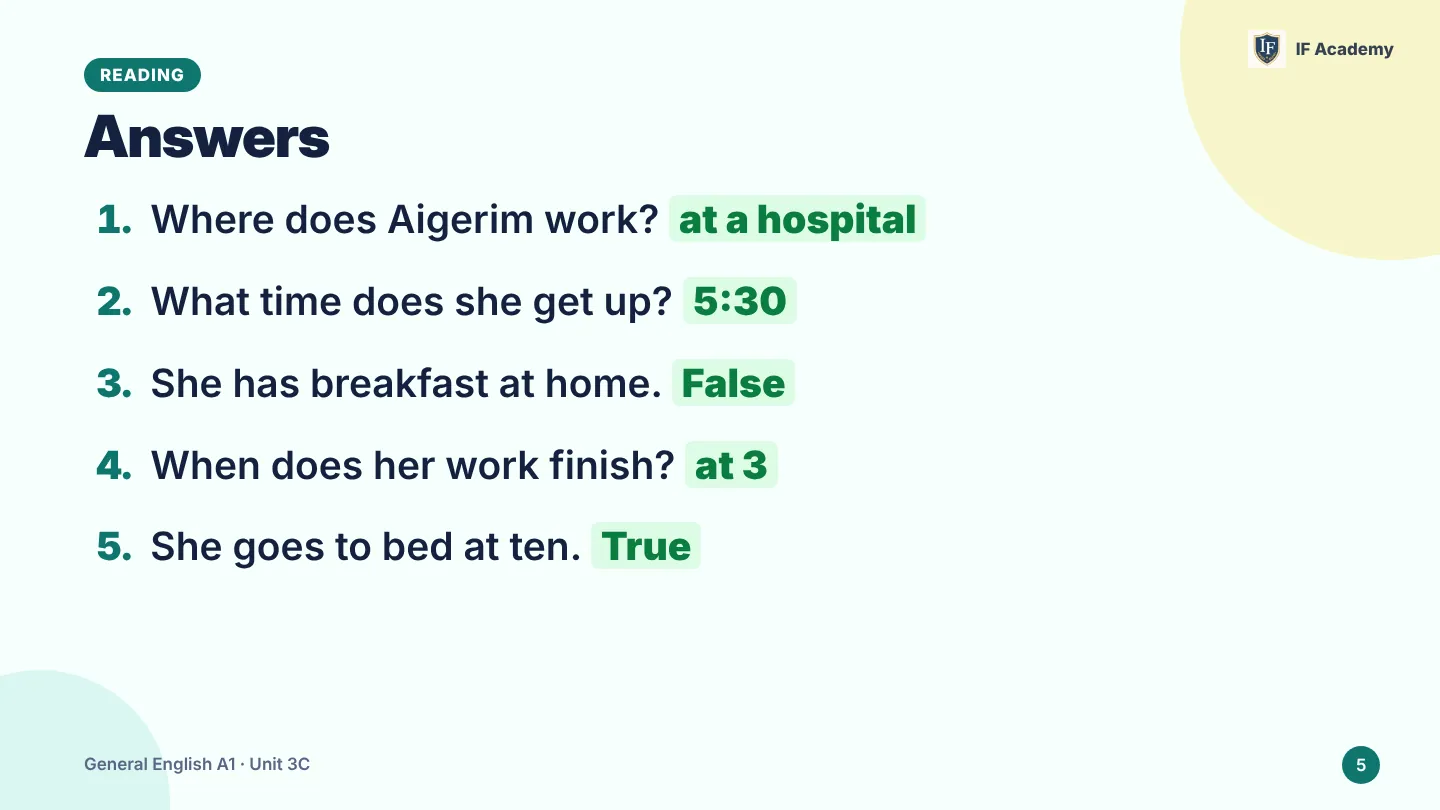 IF
IF Academy
READING
Answers
1. Where does Aigerim work? at a hospital
2. What time does she get up? 5:30
3. She has breakfast at home. False
4. When does her work finish? at 3
5. She goes to bed at ten. True
General English A1 · Unit 3C
5